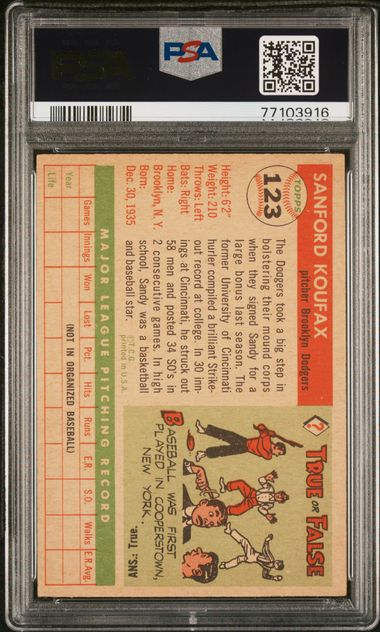 PSA
PSA
77103916
TOPPS
123
SANFORD KOUFAX
pitcher Brooklyn Dodgers
Height: 6'2"
Weight: 210
Throws: Left
Bats: Right
Home:
Brooklyn, N. Y.
Born:
Dec. 30, 1935
The Dodgers took a big step in
bolstering their mound corps
when they signed Sandy for a
large bonus last season. The
former University of Cincinnati
hurler compiled a brilliant Strike-
out record at college. In 30 inn-
ings at Cincinnati, he struck out
58 men and posted 34 SO's in
2 consecutive games. In high
school, Sandy was a basketball
and baseball star.
©T.C.G.
printed in U.S.A.
?
TRUE OR FALSE
BASEBALL WAS FIRST
PLAYED IN COOPERSTOWN,
NEW YORK.
ANS.: True.
MAJOR LEAGUE PITCHING RECORD
Games Innings Won Lost Pct. Hits Runs E.R. S.O. Walks E.R.Avg.
Year
(NOT IN ORGANIZED BASEBALL)
Life